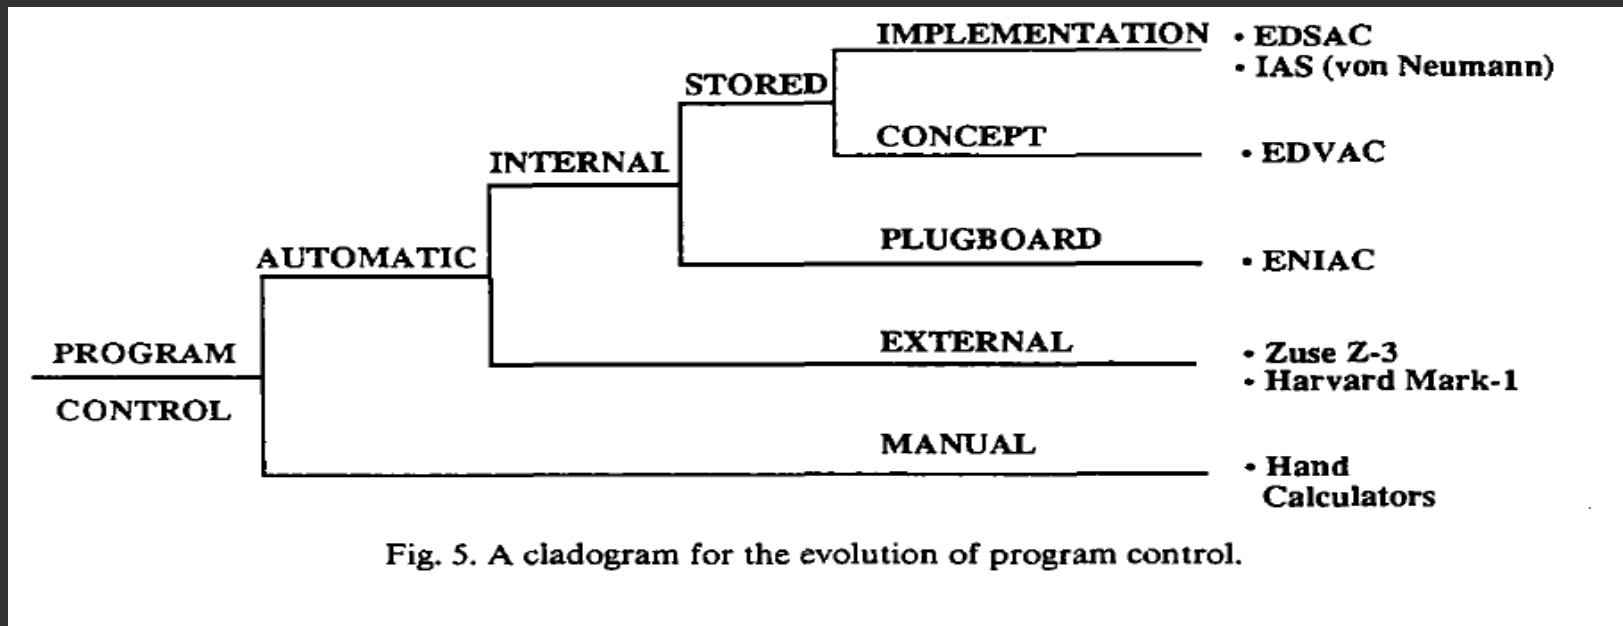 IMPLEMENTATION
• EDSAC
• IAS (von Neumann)
STORED
CONCEPT
• EDVAC
INTERNAL
PLUGBOARD
• ENIAC
AUTOMATIC
EXTERNAL
• Zuse Z-3
• Harvard Mark-1
PROGRAM
CONTROL
MANUAL
• Hand
Calculators
Fig. 5. A cladogram for the evolution of program control.